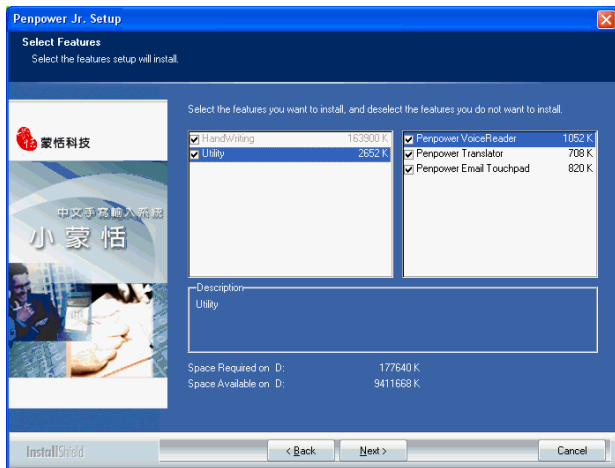 Penpower Jr. Setup
Select Features
Select the features setup will install.
蒙恬科技
中文手寫輸入系統
小蒙恬
Select the features you want to install, and deselect the features you do not want to install.
HandWriting 163900 K
Utility 2652 K
Penpower VoiceReader 1052 K
Penpower Translator 708 K
Penpower Email Touchpad 820 K
Description
Utility
Space Required on D: 177640 K
Space Available on D: 9411668 K
InstallShield
< Back
Next >
Cancel